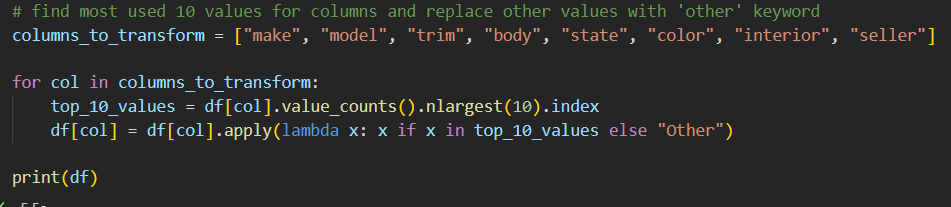 # find most used 10 values for columns and replace other values with 'other' keyword
columns_to_transform = ["make", "model", "trim", "body", "state", "color", "interior", "seller"]
for col in columns_to_transform:
    top_10_values = df[col].value_counts().nlargest(10).index
    df[col] = df[col].apply(lambda x: x if x in top_10_values else "Other")
print(df)